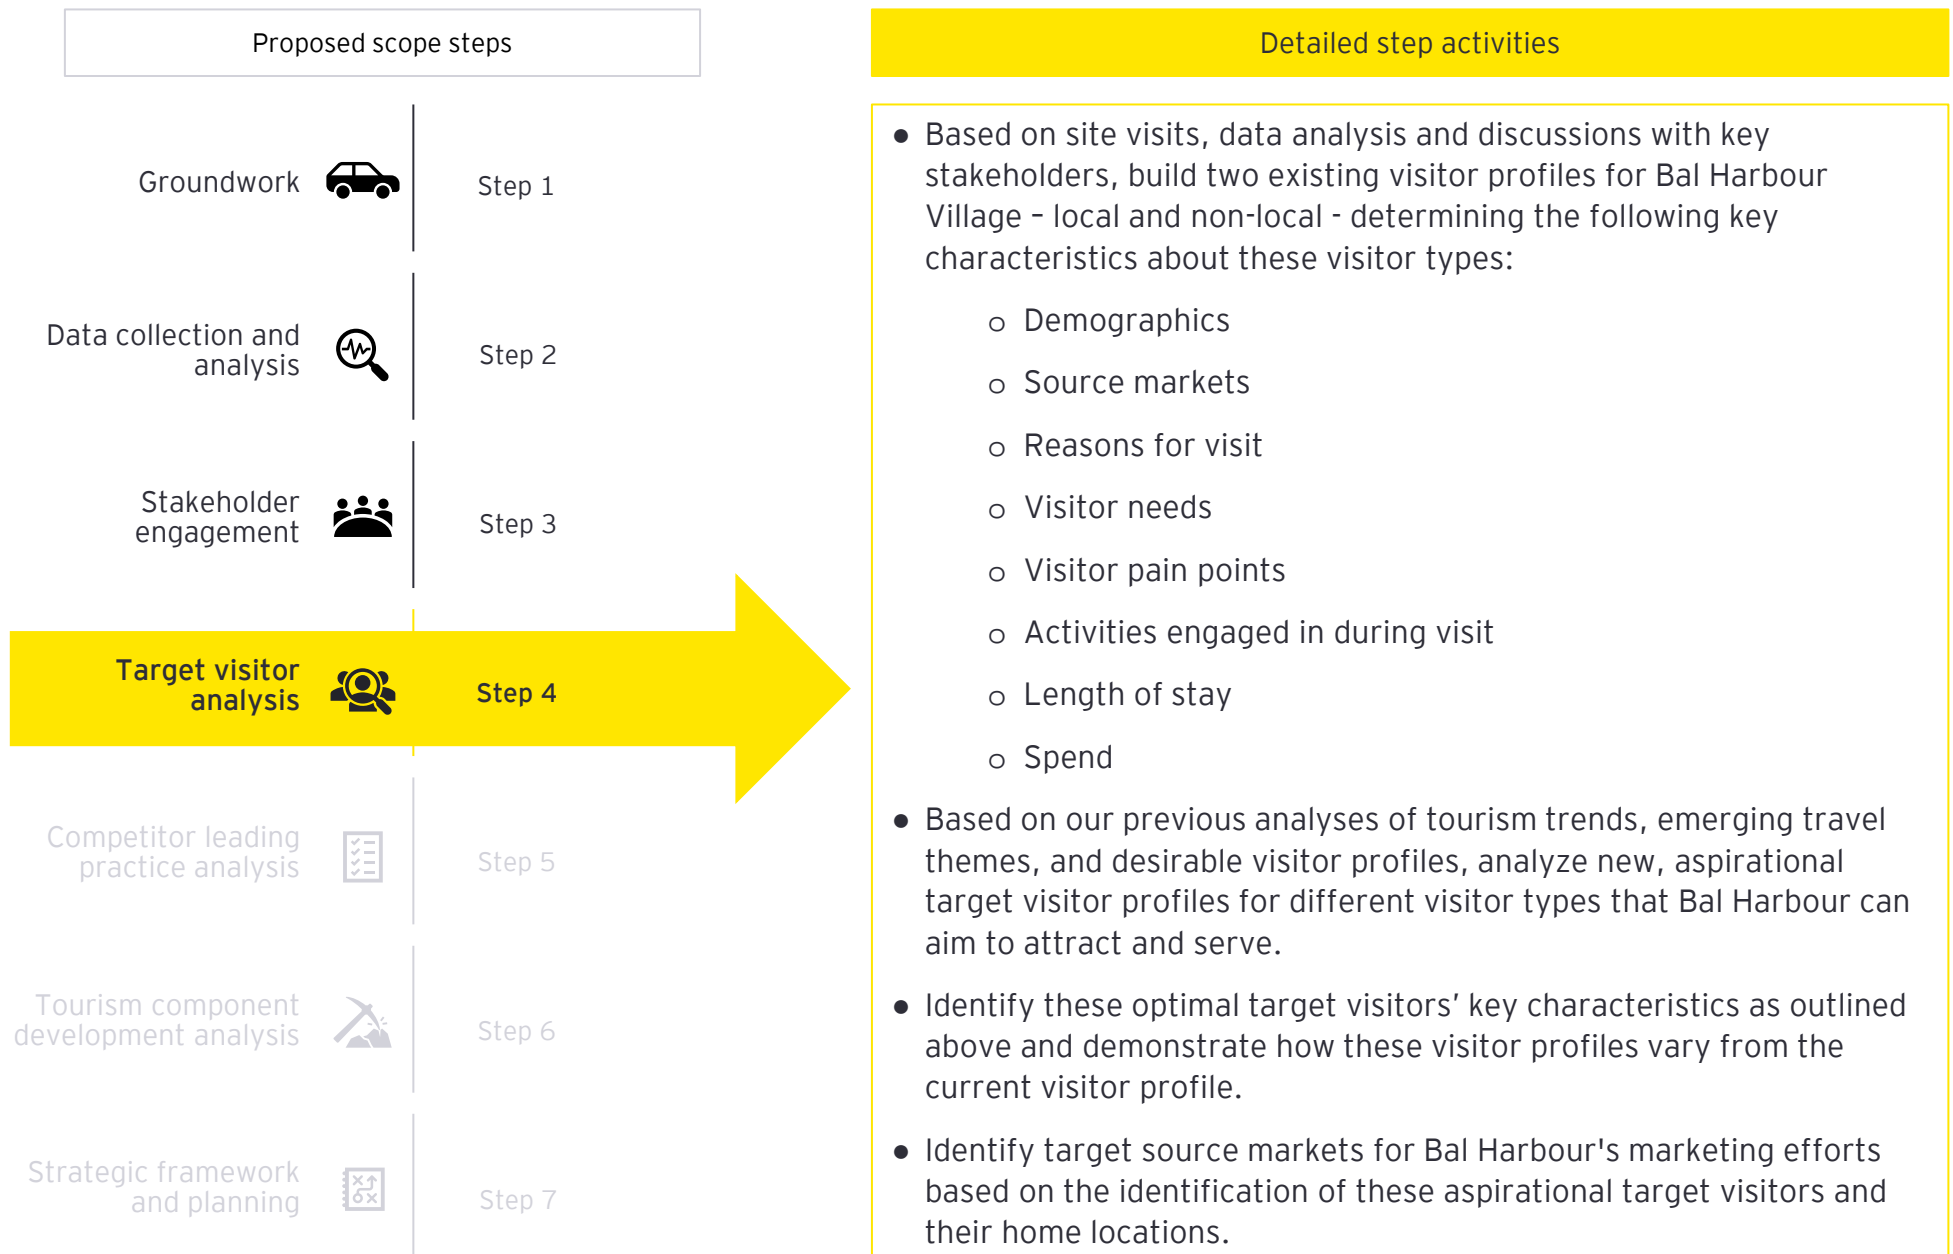 Proposed scope steps
Groundwork
Step 1
Data collection and
analysis
Step 2
Stakeholder
engagement
Step 3
Target visitor
analysis
Step 4
Competitor leading
practice analysis
Step 5
Tourism component
development analysis
Step 6
Strategic framework
and planning
Step 7
Detailed step activities
● Based on site visits, data analysis and discussions with key
stakeholders, build two existing visitor profiles for Bal Harbour
Village – local and non-local - determining the following key
characteristics about these visitor types:
o Demographics
o Source markets
o Reasons for visit
o Visitor needs
o Visitor pain points
o Activities engaged in during visit
o Length of stay
o Spend
● Based on our previous analyses of tourism trends, emerging travel
themes, and desirable visitor profiles, analyze new, aspirational
target visitor profiles for different visitor types that Bal Harbour can
aim to attract and serve.
● Identify these optimal target visitors’ key characteristics as outlined
above and demonstrate how these visitor profiles vary from the
current visitor profile.
● Identify target source markets for Bal Harbour's marketing efforts
based on the identification of these aspirational target visitors and
their home locations.